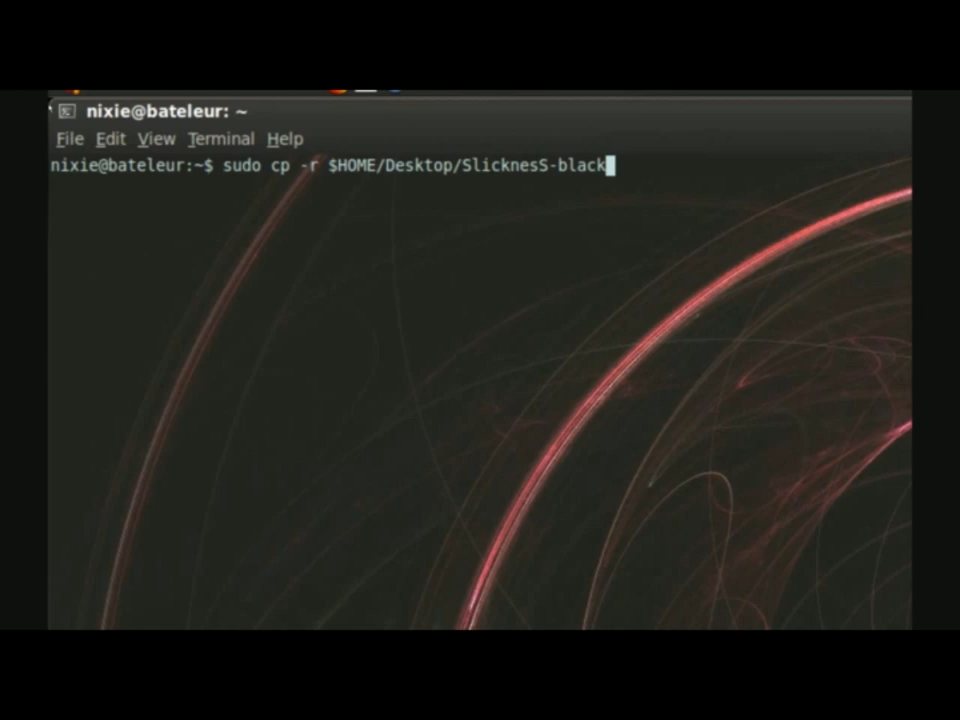 nixie@bateleur: ~
File Edit View Terminal Help
nixie@bateleur:~$ sudo cp -r $HOME/Desktop/SlicknesS-black